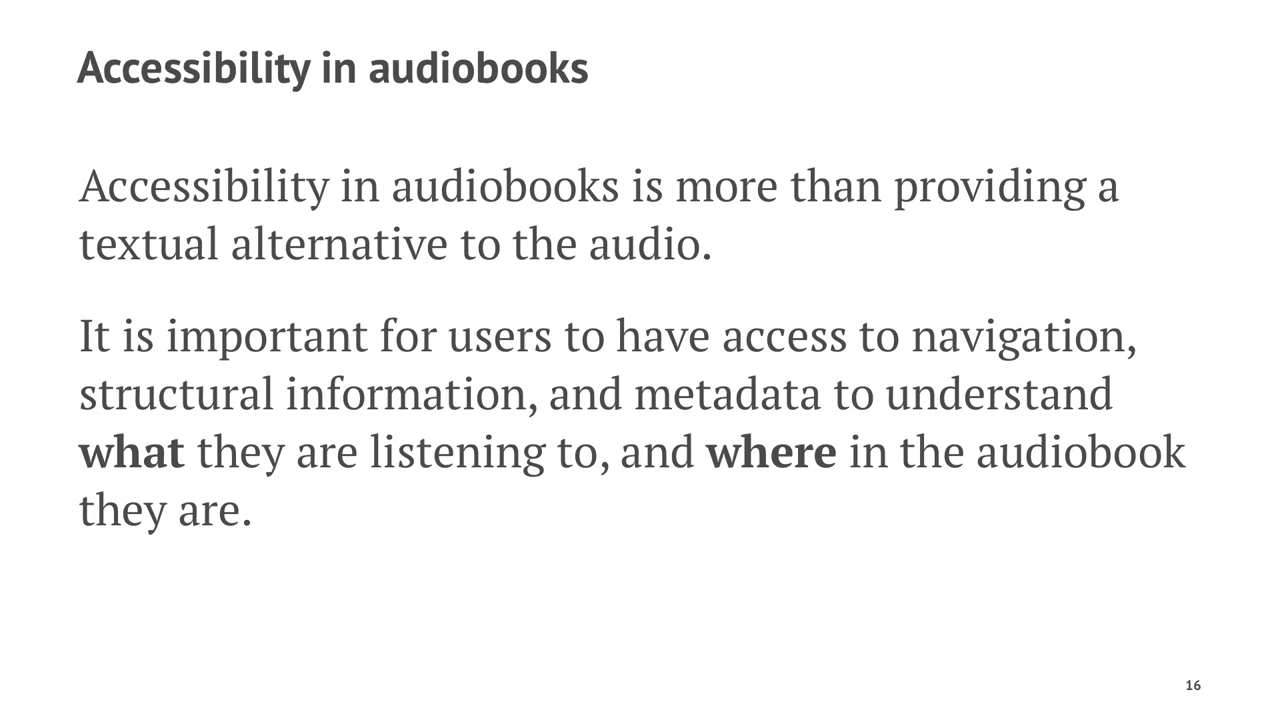 Accessibility in audiobooks
Accessibility in audiobooks is more than providing a
textual alternative to the audio.
It is important for users to have access to navigation,
structural information, and metadata to understand
what they are listening to, and where in the audiobook
they are.
16